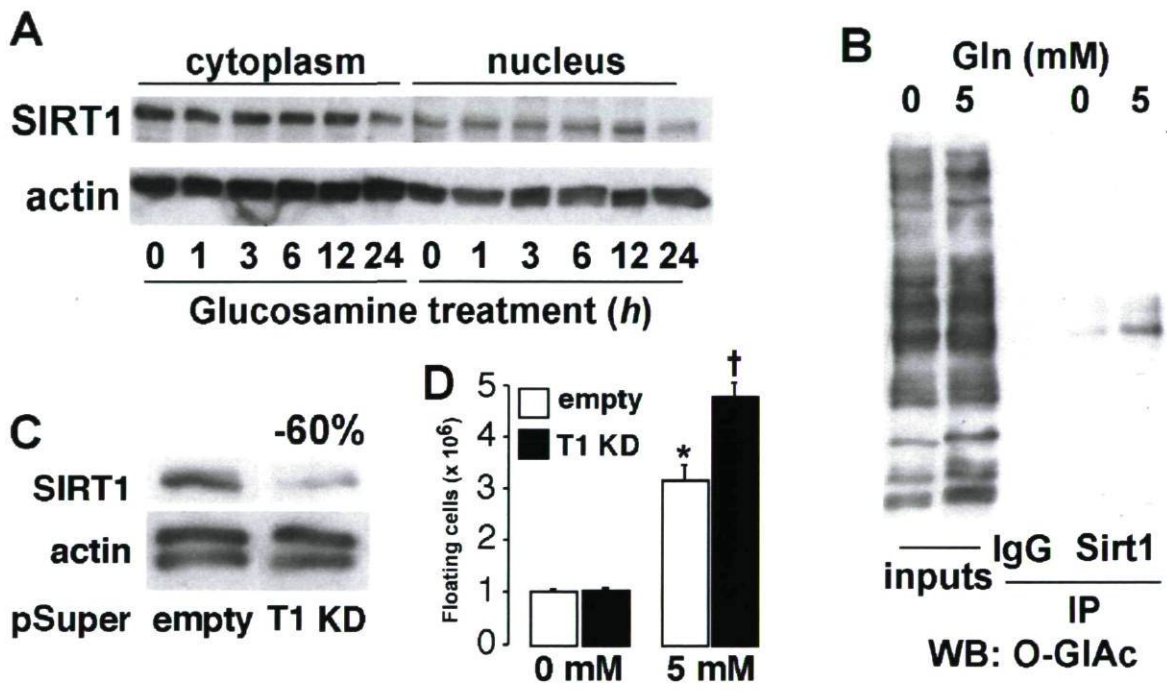 A
cytoplasm nucleus
SIRT1
actin
0 1 3 6 12 24 0 1 3 6 12 24
Glucosamine treatment (h)
B
Gln (mM)
0 5 0 5
inputs IgG Sirt1
IP
WB: O-GlAc
C
-60%
SIRT1
actin
pSuper empty T1 KD
D
Floating cells (x 10⁶)
5
4
3
2
1
0
empty
T1 KD
*
†
0 mM 5 mM